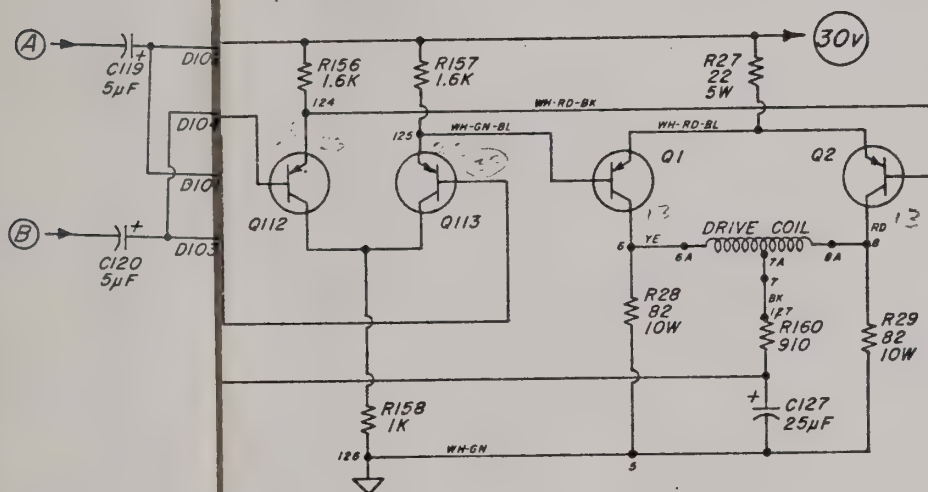 A
C119
5µF
B
C120
5µF
D104
D103
R156
1.6K
124
R157
1.6K
125
WH-GN-BL
WH-RD-BK
30V
R27
22
5W
WH-RD-BL
Q112
Q113
Q1
Q2
13
13
6
YE
6A
DRIVE COIL
7A
8A
RD
8
7
BK
127
R160
910
R28
82
10W
R29
82
10W
R158
1K
C127
25µF
126
WH-GN
5